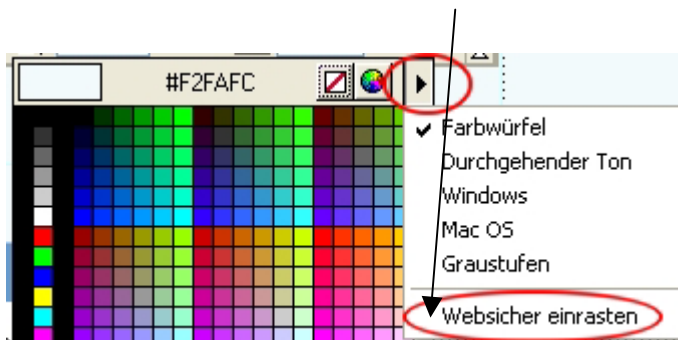 #F2FAFC
Farbwürfel
Durchgehender Ton
Windows
Mac OS
Graustufen
Websicher einrasten